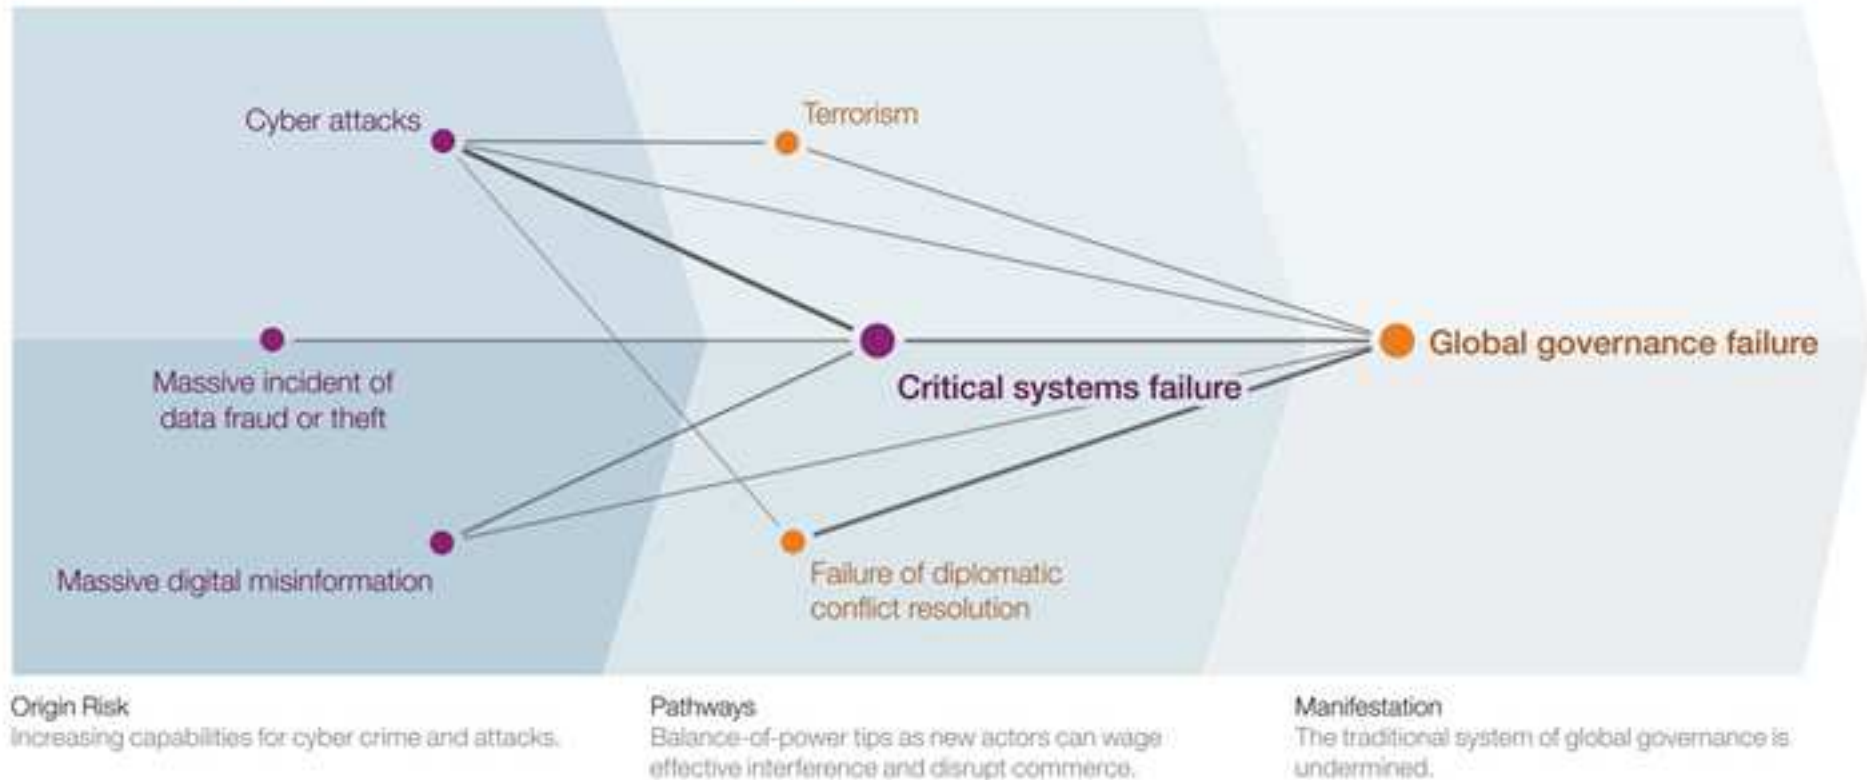 Cyber attacks
Terrorism
Massive incident of
data fraud or theft
Critical systems failure
Global governance failure
Massive digital misinformation
Failure of diplomatic
conflict resolution
Origin Risk
Increasing capabilities for cyber crime and attacks.
Pathways
Balance-of-power tips as new actors can wage
effective interference and disrupt commerce.
Manifestation
The traditional system of global governance is
undermined.